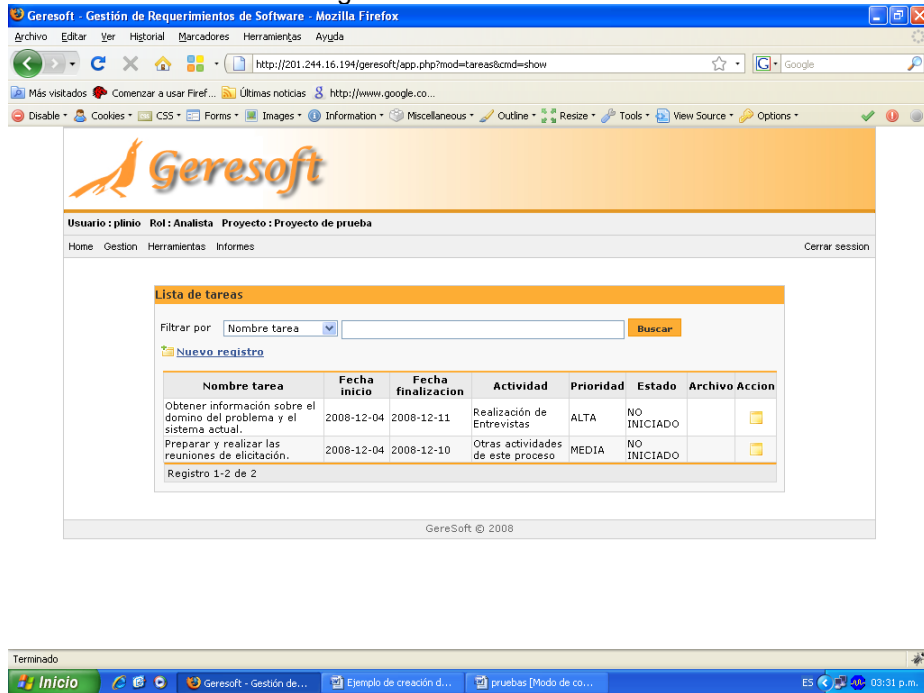 Geresoft - Gestión de Requerimientos de Software - Mozilla Firefox
Archivo Editar Ver Historial Marcadores Herramientas Ayuda
http://201.244.16.194/geresoft/app.php?mod=tareas&cmd=show
G Google
Más visitados Comenzar a usar Firef... Últimas noticias http://www.google.co...
Disable Cookies CSS Forms Images Information Miscellaneous Outline Resize Tools View Source Options
Geresoft
Usuario : plinio Rol : Analista Proyecto : Proyecto de prueba
Home Gestion Herramientas Informes Cerrar session
Lista de tareas
Filtrar por Nombre tarea Buscar
Nuevo registro
Nombre tarea Fecha inicio Fecha finalizacion Actividad Prioridad Estado Archivo Accion
Obtener información sobre el domino del problema y el sistema actual. 2008-12-04 2008-12-11 Realización de Entrevistas ALTA NO INICIADO
Preparar y realizar las reuniones de elicitación. 2008-12-04 2008-12-10 Otras actividades de este proceso MEDIA NO INICIADO
Registro 1-2 de 2
GereSoft © 2008
Terminado
Inicio Geresoft - Gestión de... Ejemplo de creación d... pruebas [Modo de co... ES 03:31 p.m.